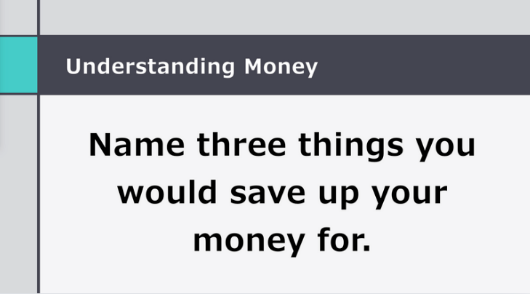 Understanding Money
Name three things you
would save up your
money for.